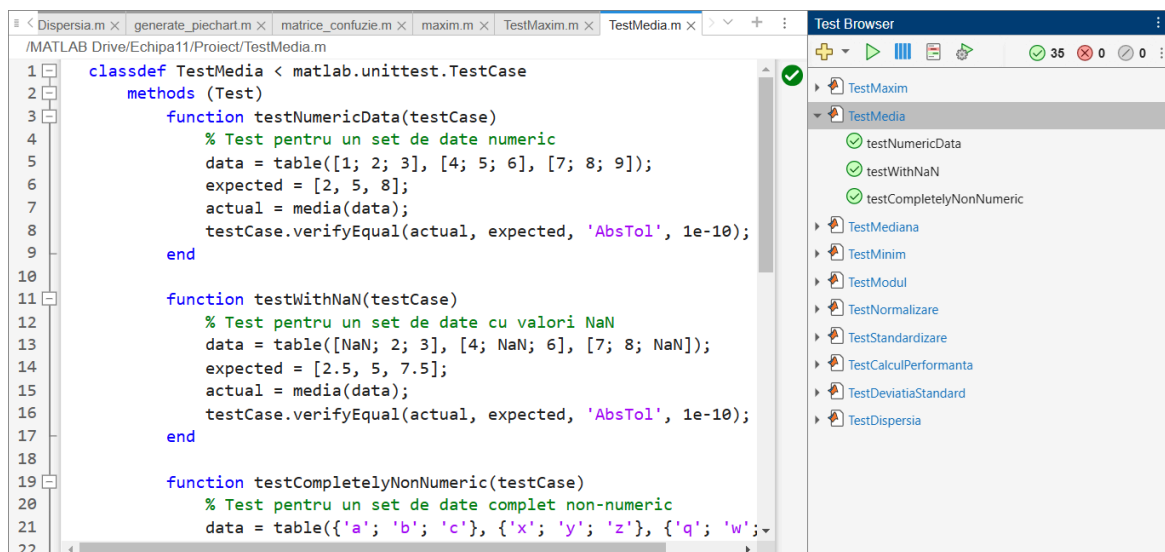 Dispersia.m × generate_piechart.m × matrice_confuzie.m × maxim.m × TestMaxim.m × TestMedia.m ×
/MATLAB Drive/Echipa11/Proiect/TestMedia.m
1 classdef TestMedia < matlab.unittest.TestCase
2 methods (Test)
3 function testNumericData(testCase)
4 % Test pentru un set de date numeric
5 data = table([1; 2; 3], [4; 5; 6], [7; 8; 9]);
6 expected = [2, 5, 8];
7 actual = media(data);
8 testCase.verifyEqual(actual, expected, 'AbsTol', 1e-10);
9 end
10
11 function testWithNaN(testCase)
12 % Test pentru un set de date cu valori NaN
13 data = table([NaN; 2; 3], [4; NaN; 6], [7; 8; NaN]);
14 expected = [2.5, 5, 7.5];
15 actual = media(data);
16 testCase.verifyEqual(actual, expected, 'AbsTol', 1e-10);
17 end
18
19 function testCompletelyNonNumeric(testCase)
20 % Test pentru un set de date complet non-numeric
21 data = table({'a'; 'b'; 'c'}, {'x'; 'y'; 'z'}, {'q'; 'w';
22
Test Browser
35 0 0
TestMaxim
TestMedia
testNumericData
testWithNaN
testCompletelyNonNumeric
TestMediana
TestMinim
TestModul
TestNormalizare
TestStandardizare
TestCalculPerformanta
TestDeviatiaStandard
TestDispersia